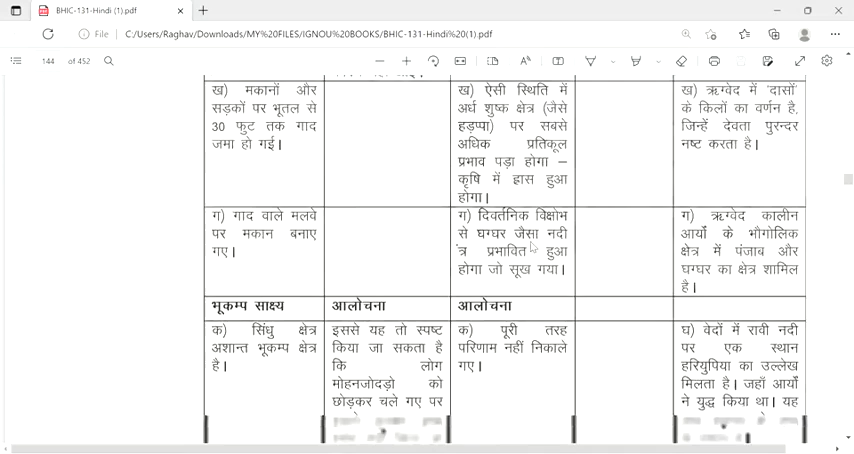 BHIC-131-Hindi (1).pdf
File
C:/Users/Raghav/Downloads/MY%20FILES/IGNOU%20BOOKS/BHIC-131-Hindi%20(1).pdf
144 of 452
ख) मकानों और
सड़कों पर भूतल से
30 फुट तक गाद
जमा हो गई।
ख) ऐसी स्थिति में
अर्ध शुष्क क्षेत्र (जैसे
हड़प्पा) पर सबसे
अधिक प्रतिकूल
प्रभाव पड़ा होगा –
कृषि में ह्रास हुआ
होगा।
ख) ऋग्वेद में 'दासों'
के किलों का वर्णन है,
जिन्हें देवता पुरन्दर
नष्ट करता है।
ग) गाद वाले मलवे
पर मकान बनाए
गए।
ग) दिवर्तनिक विक्षोभ
से घग्घर जैसा नदी
त्र प्रभावित हुआ
होगा जो सूख गया।
ग) ऋग्वेद कालीन
आर्यों के भौगोलिक
क्षेत्र में पंजाब और
घग्घर का क्षेत्र शामिल
है।
भूकम्प साक्ष्य
आलोचना
आलोचना
क) सिंधु क्षेत्र
अशान्त भूकम्प क्षेत्र
है।
इससे यह तो स्पष्ट
किया जा सकता है
कि लोग
मोहनजोदड़ो को
छोड़कर चले गए पर
क) पूरी तरह
परिणाम नहीं निकाले
गए।
घ) वेदों में रावी नदी
पर एक स्थान
हरियुपिया का उल्लेख
मिलता है। जहाँ आर्यों
ने युद्ध किया था। यह